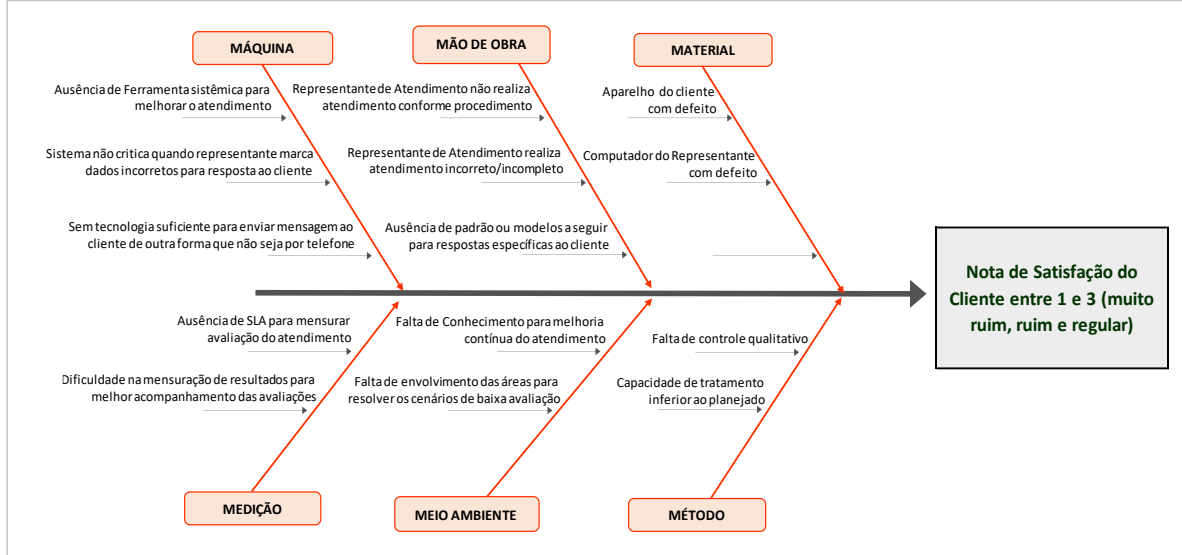 MÁQUINA
MÃO DE OBRA
MATERIAL
Ausência de Ferramenta sistêmica para
melhorar o atendimento
Representante de Atendimento não realiza
atendimento conforme procedimento
Aparelho do cliente
com defeito
Sistema não critica quando representante marca
dados incorretos para resposta ao cliente
Representante de Atendimento realiza
atendimento incorreto/incompleto
Computador do Representante
com defeito
Sem tecnologia suficiente para enviar mensagem ao
cliente de outra forma que não seja por telefone
Ausência de padrão ou modelos a seguir
para respostas específicas ao cliente
Nota de Satisfação do
Cliente entre 1 e 3 (muito
ruim, ruim e regular)
Ausência de SLA para mensurar
avaliação do atendimento
Falta de Conhecimento para melhoria
contínua do atendimento
Falta de controle qualitativo
Dificuldade na mensuração de resultados para
melhor acompanhamento das avaliações
Falta de envolvimento das áreas para
resolver os cenários de baixa avaliação
Capacidade de tratamento
inferior ao planejado
MEDIÇÃO
MEIO AMBIENTE
MÉTODO